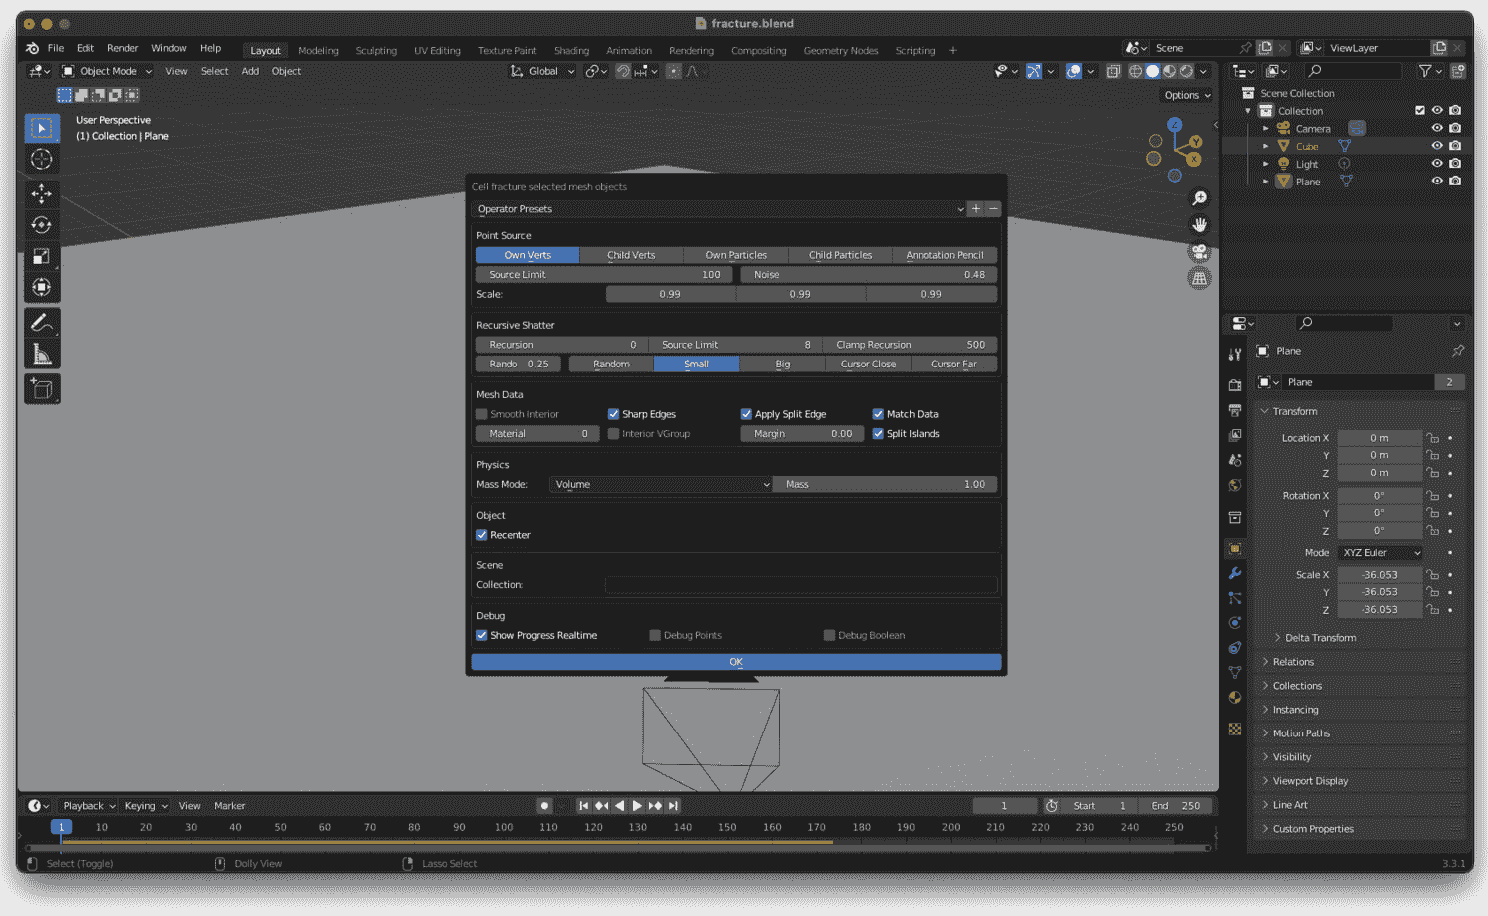 fracture.blend
File Edit Render Window Help Layout Modeling Sculpting UV Editing Texture Paint Shading Animation Rendering Compositing Geometry Nodes Scripting + Scene ViewLayer
Object Mode View Select Add Object Global
Options
User Perspective
(1) Collection | Plane
Z
Y
X
Scene Collection
Collection
Camera
Cube
Light
Plane
Cell fracture selected mesh objects
Operator Presets
Point Source
Own Verts Child Verts Own Particles Child Particles Annotation Pencil
Source Limit 100 Noise 0.48
Scale: 0.99 0.99 0.99
Recursive Shatter
Recursion 0 Source Limit 8 Clamp Recursion 500
Rando 0.25 Random Small Big Cursor Close Cursor Far
Mesh Data
Smooth Interior Sharp Edges Apply Split Edge Match Data
Material 0 Interior VGroup Margin 0.00 Split Islands
Physics
Mass Mode: Volume Mass 1.00
Object
Recenter
Scene
Collection:
Debug
Show Progress Realtime Debug Points Debug Boolean
OK
Plane
Plane 2
Transform
Location X 0 m
Y 0 m
Z 0 m
Rotation X 0°
Y 0°
Z 0°
Mode XYZ Euler
Scale X -36.053
Y -36.053
Z -36.053
Delta Transform
Relations
Collections
Instancing
Motion Paths
Visibility
Viewport Display
Line Art
Custom Properties
Playback Keying View Marker 1 Start 1 End 250
1 10 20 30 40 50 60 70 80 90 100 110 120 130 140 150 160 170 180 190 200 210 220 230 240 250
Select (Toggle) Dolly View Lasso Select 3.3.1